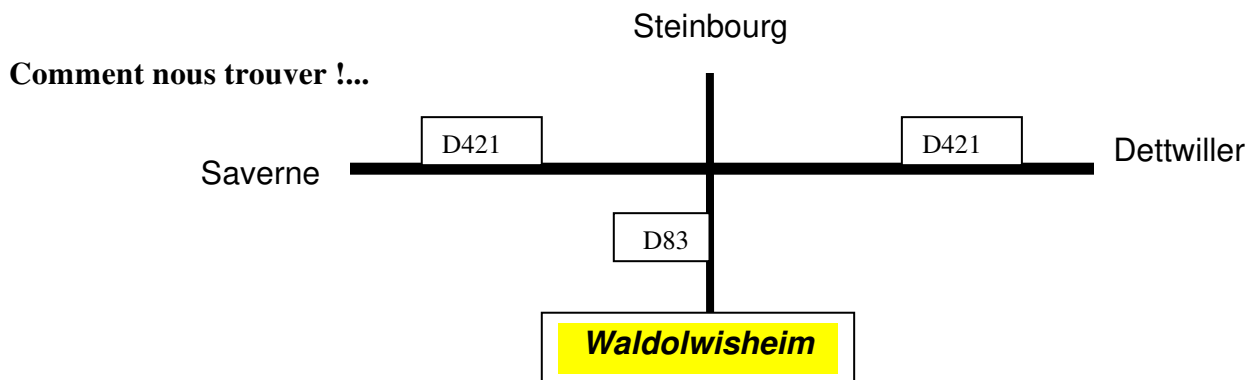 Steinbourg
Comment nous trouver !...
D421
D421
Dettwiller
Saverne
D83
Waldolwisheim